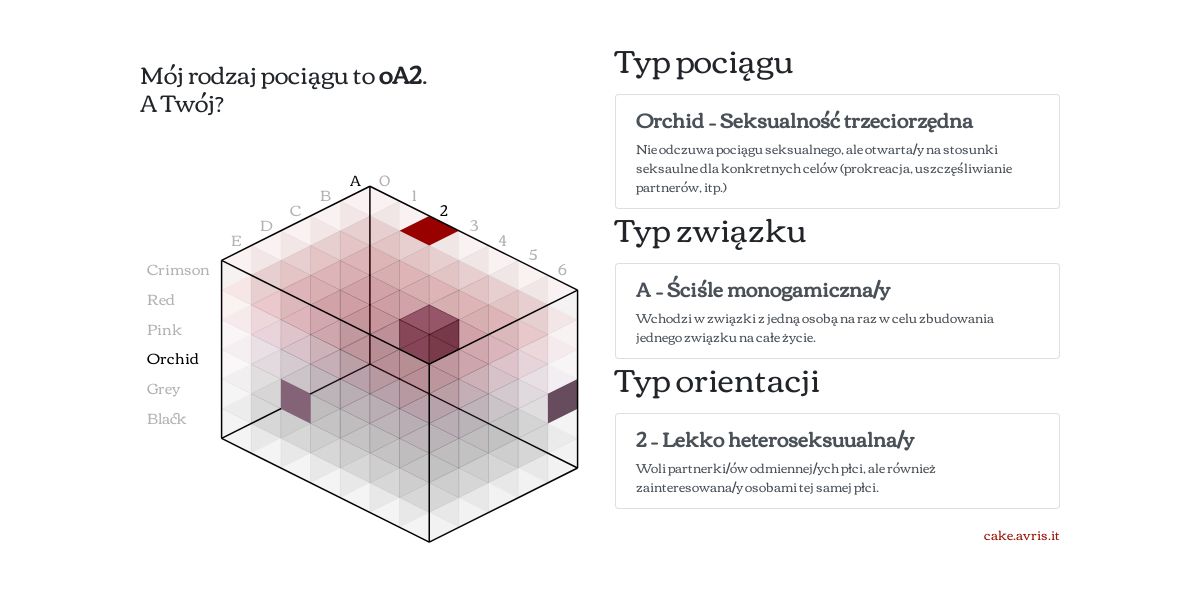 Mój rodzaj pociągu to oA2.
A Twój?
A 0
B 1
C 2
D 3
E 4
5
6
Crimson
Red
Pink
Orchid
Grey
Black
Typ pociągu
Orchid – Seksualność trzeciorzędna
Nie odczuwa pociągu seksualnego, ale otwarta/y na stosunki
seksaulne dla konkretnych celów (prokreacja, uszczęśliwianie
partnerów, itp.)
Typ związku
A – Ściśle monogamiczna/y
Wchodzi w związki z jedną osobą na raz w celu zbudowania
jednego związku na całe życie.
Typ orientacji
2 – Lekko heteroseksuualna/y
Woli partnerki/ów odmiennej/ych płci, ale również
zainteresowana/y osobami tej samej płci.
cake.avris.it